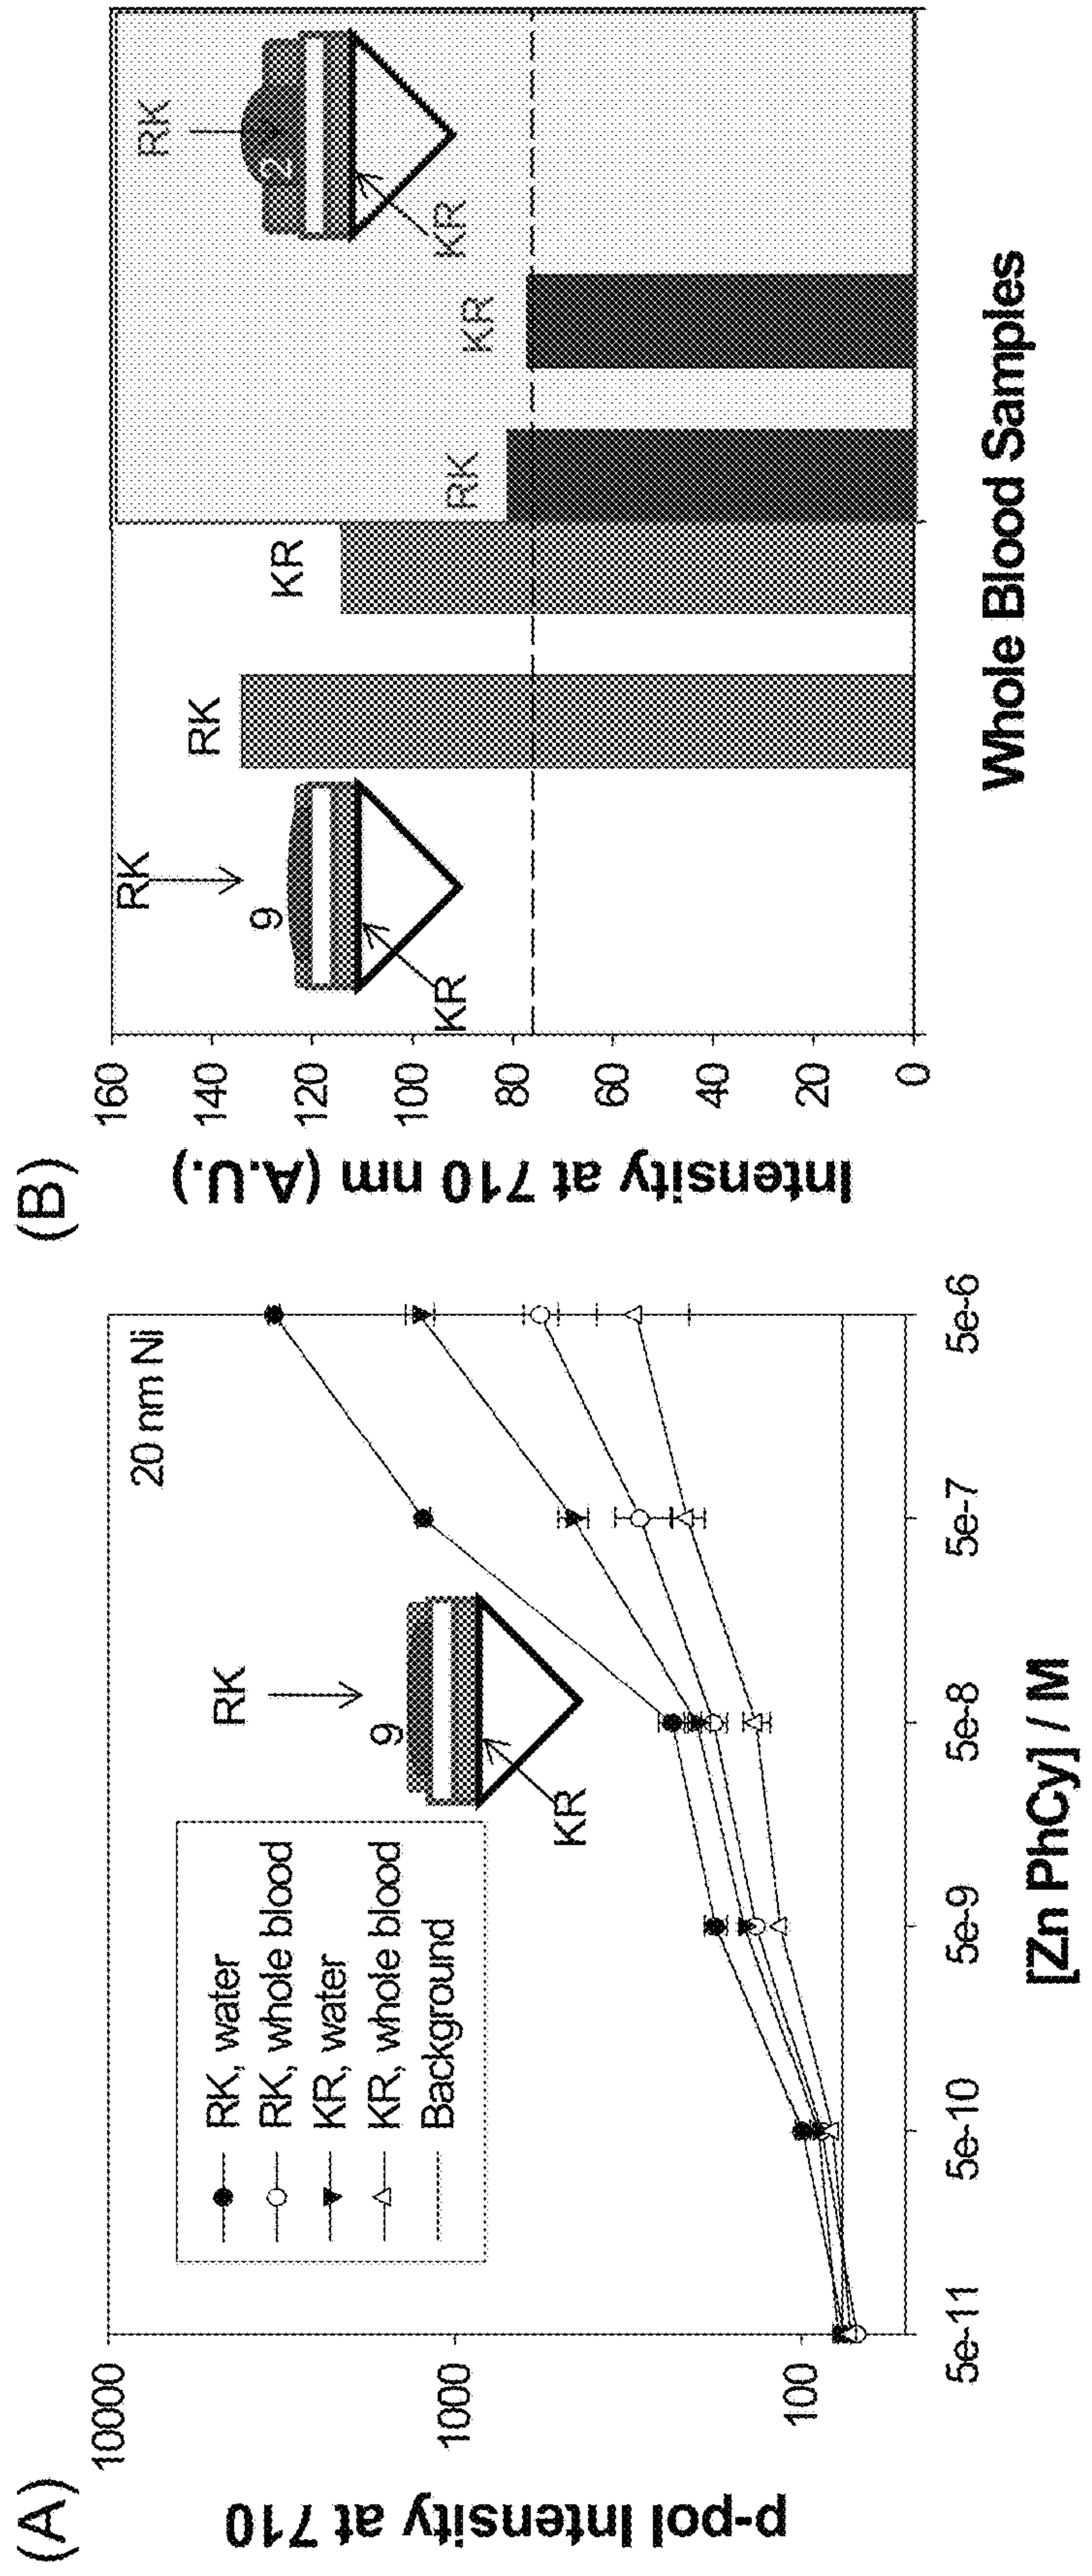 (A)
p-pol Intensity at 710
10000
1000
100
20 nm Ni
RK, water
RK, whole blood
KR, water
KR, whole blood
Background
RK
9
KR
5e-11
5e-10
5e-9
5e-8
5e-7
5e-6
[Zn PhCy] / M
(B)
Intensity at 710 nm (A.U.)
160
140
120
100
80
60
40
20
0
RK
9
KR
RK
KR
RK
KR
RK
2
KR
Whole Blood Samples